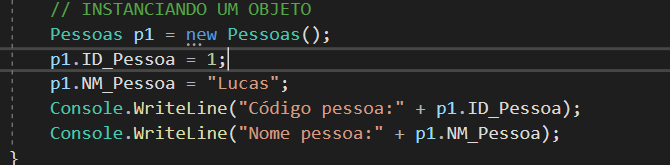 // INSTANCIANDO UM OBJETO
Pessoas p1 = new Pessoas();
p1.ID_Pessoa = 1;
p1.NM_Pessoa = "Lucas";
Console.WriteLine("Código pessoa:" + p1.ID_Pessoa);
Console.WriteLine("Nome pessoa:" + p1.NM_Pessoa);
}